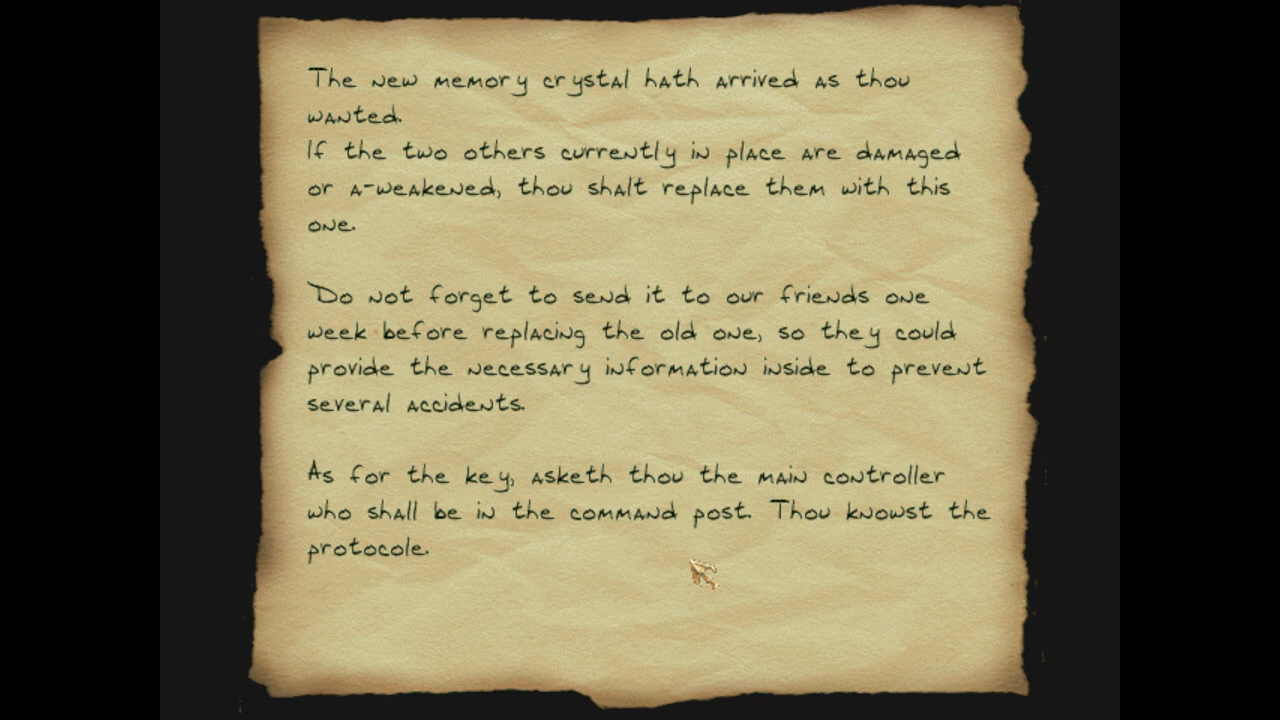 The new memory crystal hath arrived as thou
wanted.
If the two others currently in place are damaged
or a-weakened, thou shalt replace them with this
one.
Do not forget to send it to our friends one
week before replacing the old one, so they could
provide the necessary information inside to prevent
several accidents.
As for the key, asketh thou the main controller
who shall be in the command post. Thou knowst the
protocole.